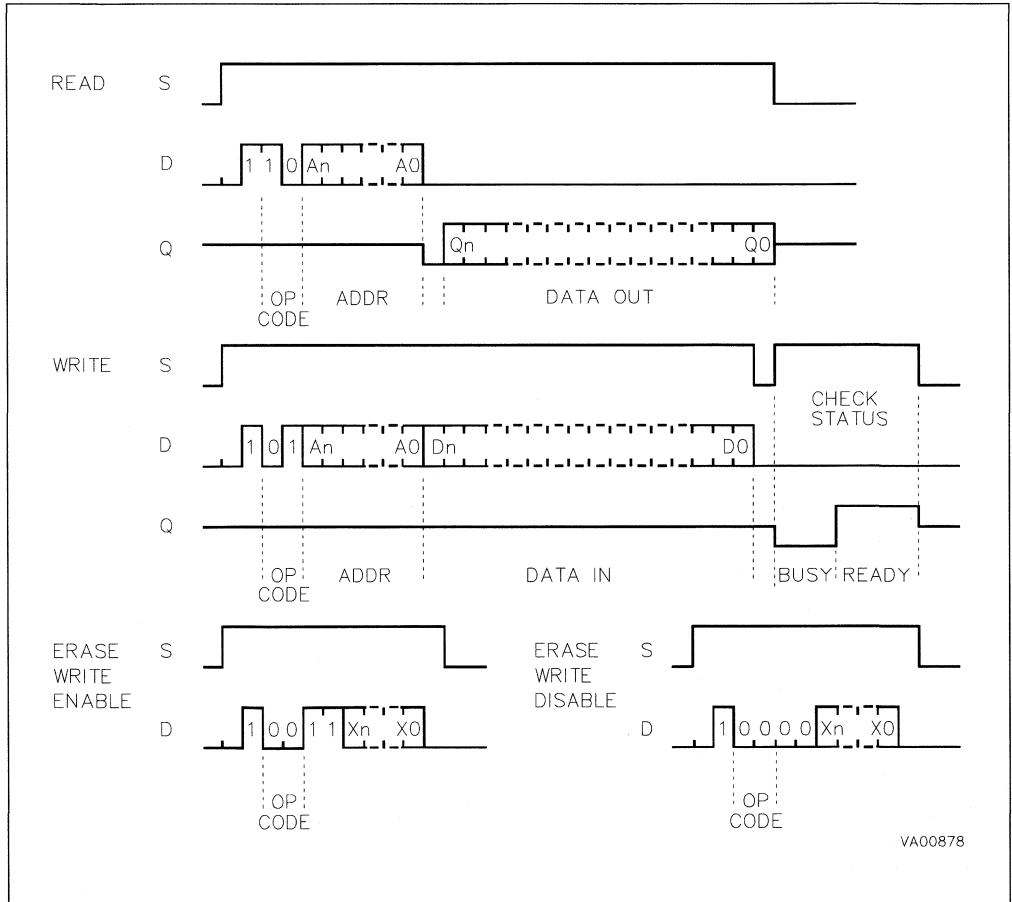 READ S
D 1 1 0 An A0
Q Qn Q0
OP CODE ADDR DATA OUT
WRITE S
CHECK STATUS
D 1 0 1 An A0 Dn D0
Q
OP CODE ADDR DATA IN BUSY READY
ERASE WRITE ENABLE S
D 1 0 0 1 1 Xn X0
OP CODE
ERASE WRITE DISABLE S
D 1 0 0 0 0 Xn X0
OP CODE
VA00878